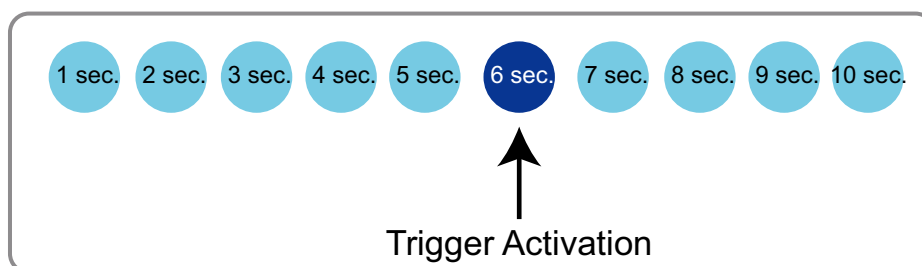 1 sec. 2 sec. 3 sec. 4 sec. 5 sec. 6 sec. 7 sec. 8 sec. 9 sec. 10 sec.
Trigger Activation